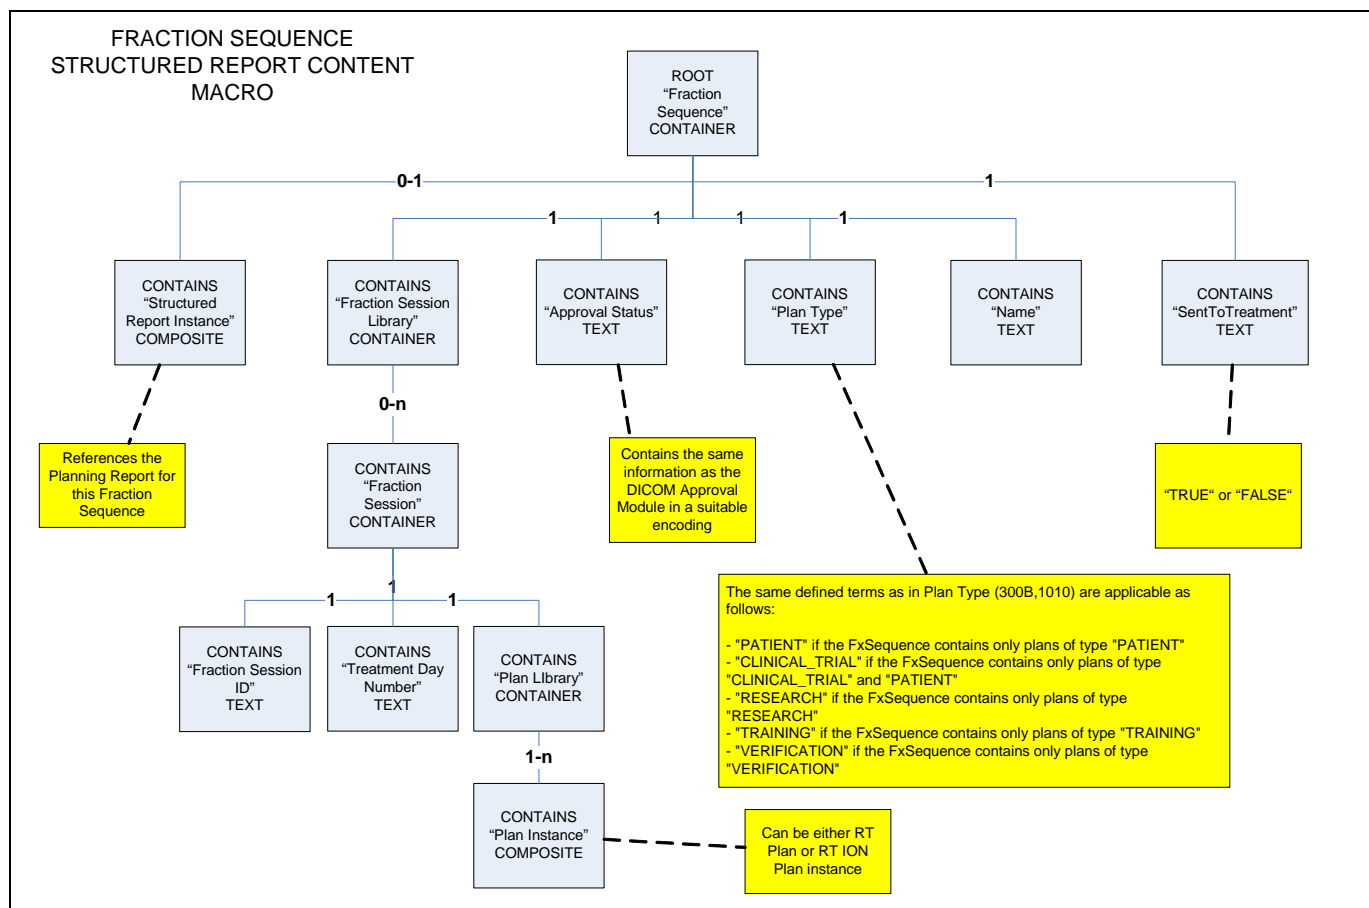 FRACTION SEQUENCE
STRUCTURED REPORT CONTENT
MACRO
ROOT
“Fraction
Sequence”
CONTAINER
0-1
1
1
1
1
1
CONTAINS
“Structured
Report Instance”
COMPOSITE
CONTAINS
“Fraction Session
Library”
CONTAINER
CONTAINS
“Approval Status”
TEXT
CONTAINS
“Plan Type”
TEXT
CONTAINS
“Name”
TEXT
CONTAINS
“SentToTreatment”
TEXT
0-n
References the
Planning Report for
this Fraction
Sequence
CONTAINS
“Fraction
Session”
CONTAINER
Contains the same
information as the
DICOM Approval
Module in a suitable
encoding
“TRUE“ or “FALSE“
1
1
1
CONTAINS
“Fraction Session
ID”
TEXT
CONTAINS
“Treatment Day
Number”
TEXT
CONTAINS
“Plan LIbrary”
CONTAINER
The same defined terms as in Plan Type (300B,1010) are applicable as
follows:
- "PATIENT" if the FxSequence contains only plans of type "PATIENT"
- "CLINICAL_TRIAL" if the FxSequence contains only plans of type
"CLINICAL_TRIAL" and "PATIENT"
- "RESEARCH" if the FxSequence contains only plans of type
"RESEARCH"
- "TRAINING" if the FxSequence contains only plans of type "TRAINING"
- "VERIFICATION" if the FxSequence contains only plans of type
"VERIFICATION"
1-n
CONTAINS
“Plan Instance”
COMPOSITE
Can be either RT
Plan or RT ION
Plan instance